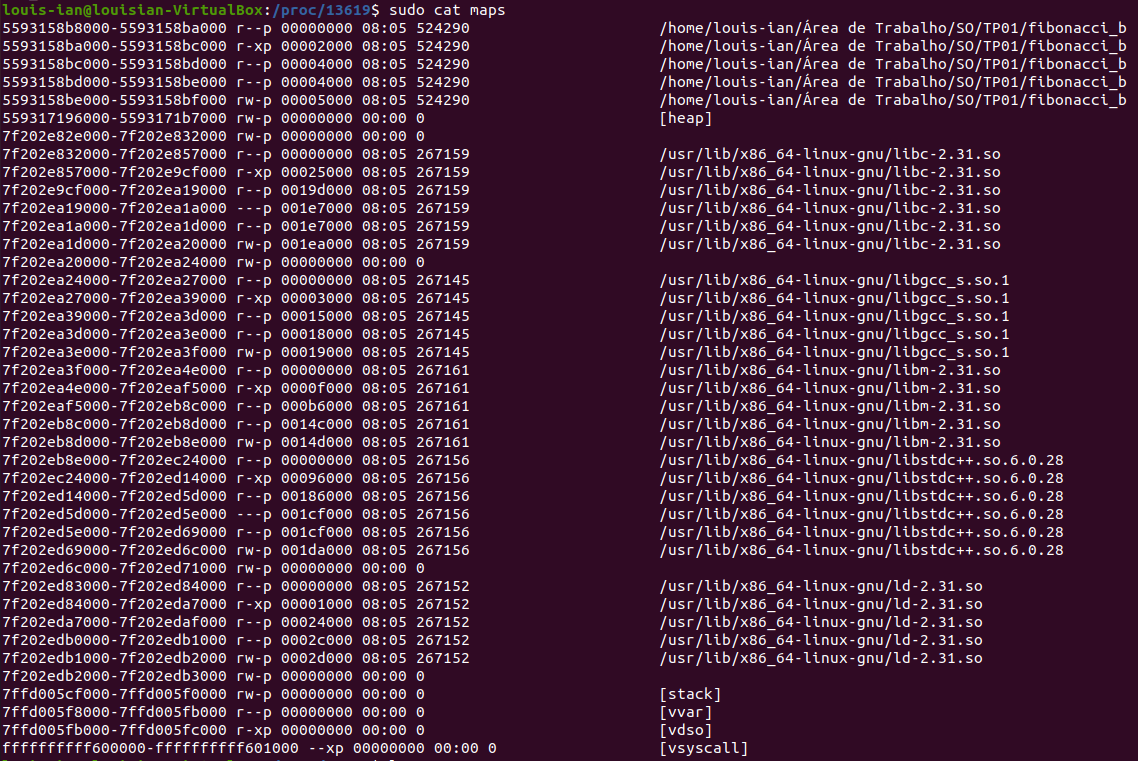 louis-ian@louisian-VirtualBox:/proc/13619$ sudo cat maps
5593158b8000-5593158ba000 r--p 00000000 08:05 524290 /home/louis-ian/Área de Trabalho/SO/TP01/fibonacci_b
5593158ba000-5593158bc000 r-xp 00002000 08:05 524290 /home/louis-ian/Área de Trabalho/SO/TP01/fibonacci_b
5593158bc000-5593158bd000 r--p 00004000 08:05 524290 /home/louis-ian/Área de Trabalho/SO/TP01/fibonacci_b
5593158bd000-5593158be000 r--p 00004000 08:05 524290 /home/louis-ian/Área de Trabalho/SO/TP01/fibonacci_b
5593158be000-5593158bf000 rw-p 00005000 08:05 524290 /home/louis-ian/Área de Trabalho/SO/TP01/fibonacci_b
559317196000-5593171b7000 rw-p 00000000 00:00 0 [heap]
7f202e82e000-7f202e832000 rw-p 00000000 00:00 0
7f202e832000-7f202e857000 r--p 00000000 08:05 267159 /usr/lib/x86_64-linux-gnu/libc-2.31.so
7f202e857000-7f202e9cf000 r-xp 00025000 08:05 267159 /usr/lib/x86_64-linux-gnu/libc-2.31.so
7f202e9cf000-7f202ea19000 r--p 0019d000 08:05 267159 /usr/lib/x86_64-linux-gnu/libc-2.31.so
7f202ea19000-7f202ea1a000 ---p 001e7000 08:05 267159 /usr/lib/x86_64-linux-gnu/libc-2.31.so
7f202ea1a000-7f202ea1d000 r--p 001e7000 08:05 267159 /usr/lib/x86_64-linux-gnu/libc-2.31.so
7f202ea1d000-7f202ea20000 rw-p 001ea000 08:05 267159 /usr/lib/x86_64-linux-gnu/libc-2.31.so
7f202ea20000-7f202ea24000 rw-p 00000000 00:00 0
7f202ea24000-7f202ea27000 r--p 00000000 08:05 267145 /usr/lib/x86_64-linux-gnu/libgcc_s.so.1
7f202ea27000-7f202ea39000 r-xp 00003000 08:05 267145 /usr/lib/x86_64-linux-gnu/libgcc_s.so.1
7f202ea39000-7f202ea3d000 r--p 00015000 08:05 267145 /usr/lib/x86_64-linux-gnu/libgcc_s.so.1
7f202ea3d000-7f202ea3e000 r--p 00018000 08:05 267145 /usr/lib/x86_64-linux-gnu/libgcc_s.so.1
7f202ea3e000-7f202ea3f000 rw-p 00019000 08:05 267145 /usr/lib/x86_64-linux-gnu/libgcc_s.so.1
7f202ea3f000-7f202ea4e000 r--p 00000000 08:05 267161 /usr/lib/x86_64-linux-gnu/libm-2.31.so
7f202ea4e000-7f202eaf5000 r-xp 0000f000 08:05 267161 /usr/lib/x86_64-linux-gnu/libm-2.31.so
7f202eaf5000-7f202eb8c000 r--p 000b6000 08:05 267161 /usr/lib/x86_64-linux-gnu/libm-2.31.so
7f202eb8c000-7f202eb8d000 r--p 0014c000 08:05 267161 /usr/lib/x86_64-linux-gnu/libm-2.31.so
7f202eb8d000-7f202eb8e000 rw-p 0014d000 08:05 267161 /usr/lib/x86_64-linux-gnu/libm-2.31.so
7f202eb8e000-7f202ec24000 r--p 00000000 08:05 267156 /usr/lib/x86_64-linux-gnu/libstdc++.so.6.0.28
7f202ec24000-7f202ed14000 r-xp 00096000 08:05 267156 /usr/lib/x86_64-linux-gnu/libstdc++.so.6.0.28
7f202ed14000-7f202ed5d000 r--p 00186000 08:05 267156 /usr/lib/x86_64-linux-gnu/libstdc++.so.6.0.28
7f202ed5d000-7f202ed5e000 ---p 001cf000 08:05 267156 /usr/lib/x86_64-linux-gnu/libstdc++.so.6.0.28
7f202ed5e000-7f202ed69000 r--p 001cf000 08:05 267156 /usr/lib/x86_64-linux-gnu/libstdc++.so.6.0.28
7f202ed69000-7f202ed6c000 rw-p 001da000 08:05 267156 /usr/lib/x86_64-linux-gnu/libstdc++.so.6.0.28
7f202ed6c000-7f202ed71000 rw-p 00000000 00:00 0
7f202ed83000-7f202ed84000 r--p 00000000 08:05 267152 /usr/lib/x86_64-linux-gnu/ld-2.31.so
7f202ed84000-7f202eda7000 r-xp 00001000 08:05 267152 /usr/lib/x86_64-linux-gnu/ld-2.31.so
7f202eda7000-7f202edaf000 r--p 00024000 08:05 267152 /usr/lib/x86_64-linux-gnu/ld-2.31.so
7f202edb0000-7f202edb1000 r--p 0002c000 08:05 267152 /usr/lib/x86_64-linux-gnu/ld-2.31.so
7f202edb1000-7f202edb2000 rw-p 0002d000 08:05 267152 /usr/lib/x86_64-linux-gnu/ld-2.31.so
7f202edb2000-7f202edb3000 rw-p 00000000 00:00 0
7ffd005cf000-7ffd005f0000 rw-p 00000000 00:00 0 [stack]
7ffd005f8000-7ffd005fb000 r--p 00000000 00:00 0 [vvar]
7ffd005fb000-7ffd005fc000 r-xp 00000000 00:00 0 [vdso]
ffffffffff600000-ffffffffff601000 --xp 00000000 00:00 0 [vsyscall]